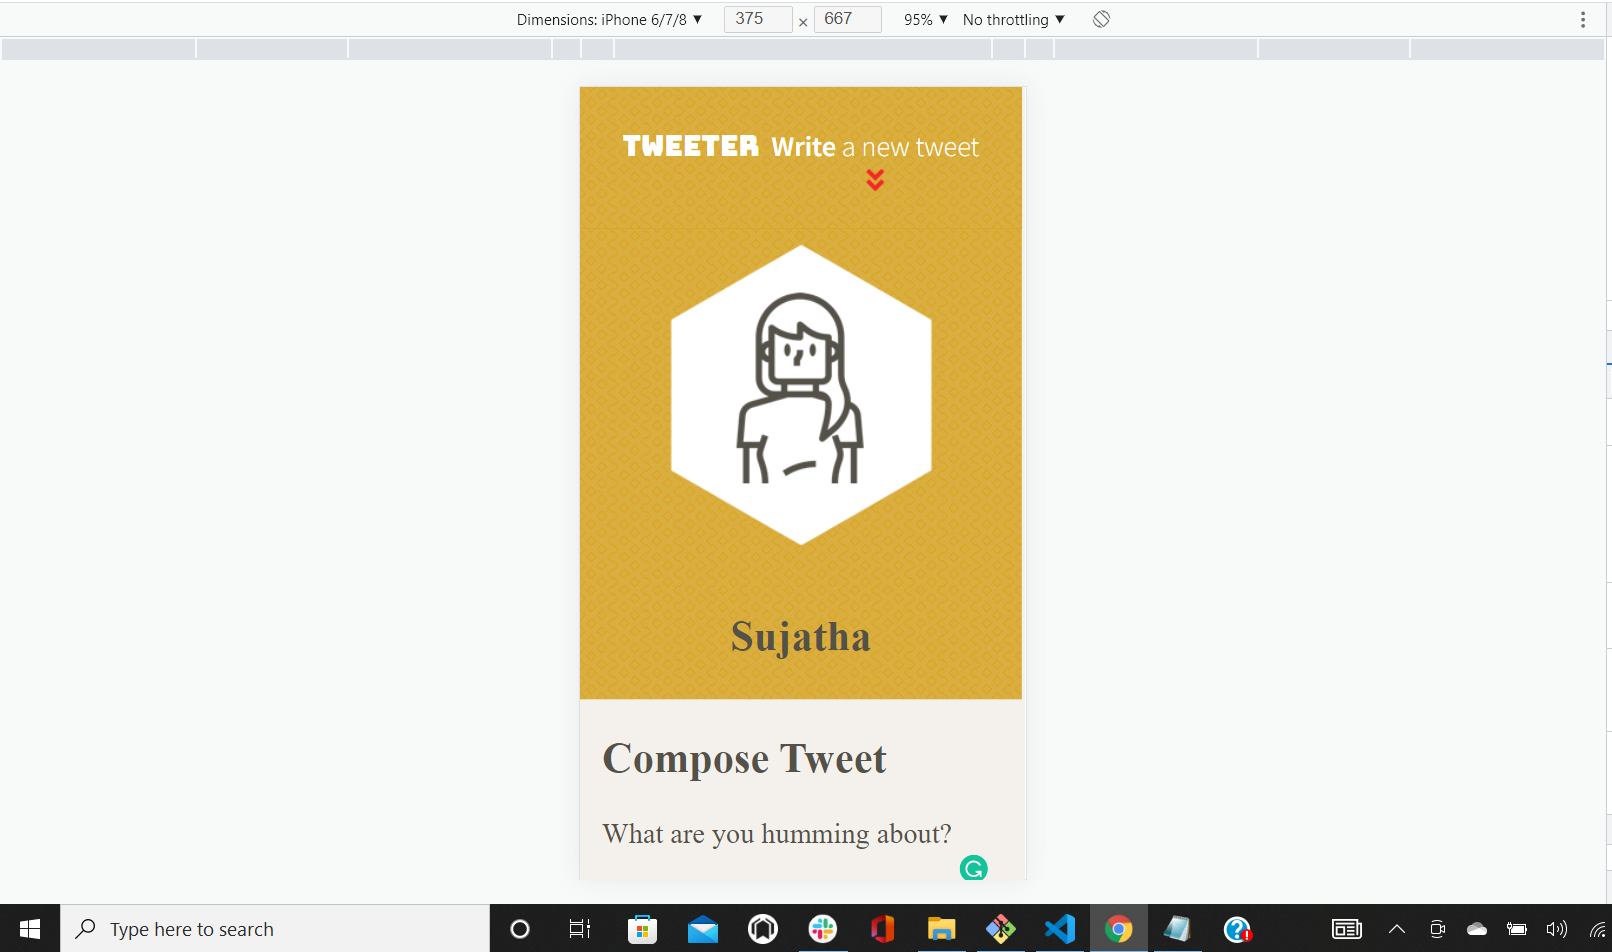 Dimensions: iPhone 6/7/8 ▼ 375 × 667 95% ▼ No throttling ▼
TWEETER Write a new tweet
Sujatha
Compose Tweet
What are you humming about?
Type here to search